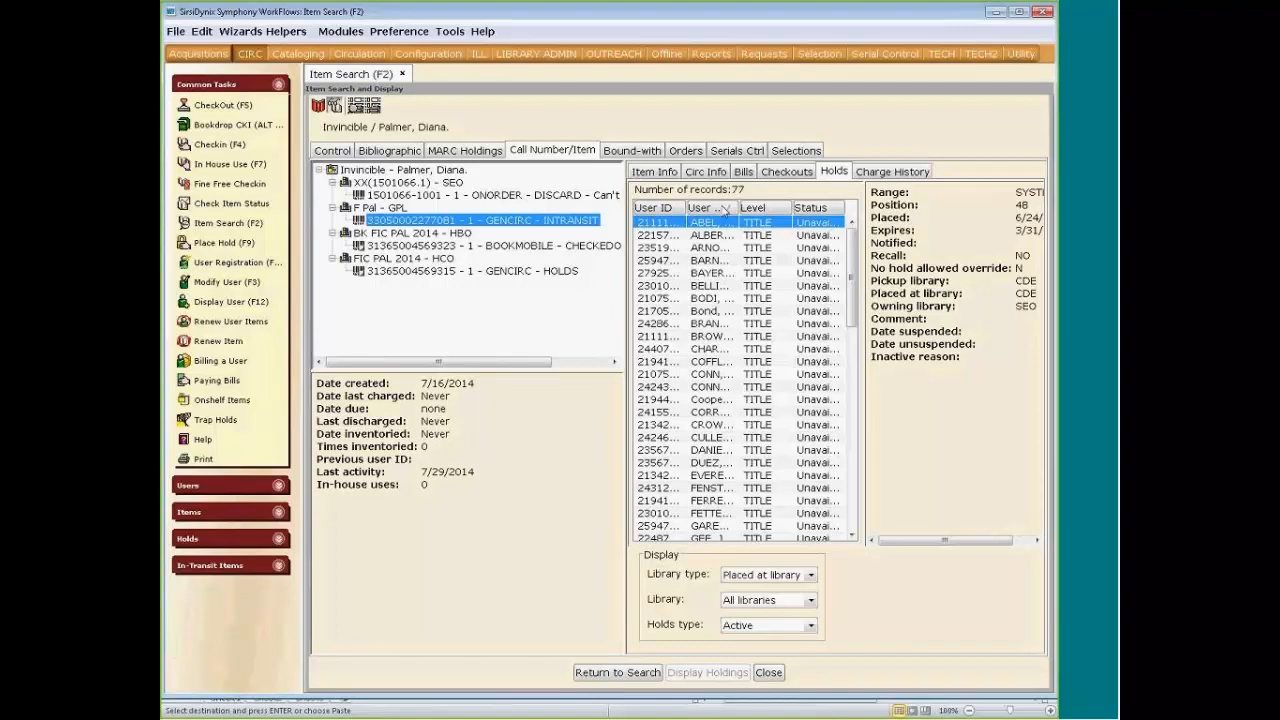 SirsiDynix Symphony WorkFlows: Item Search (F2)
File Edit Wizards Helpers Modules Preference Tools Help
Acquisitions CIRC Cataloging Circulation Configuration ILL LIBRARY ADMIN OUTREACH Offline Reports Requests Selection Serial Control TECH TECH2 Utility
Common Tasks
CheckOut (F5)
Bookdrop CKI (ALT ...
Checkin (F4)
In House Use (F7)
Fine Free Checkin
Check Item Status
Item Search (F2)
Place Hold (F9)
User Registration (F...
Modify User (F3)
Display User (F12)
Renew User Items
Renew Item
Billing a User
Paying Bills
Onshelf Items
Trap Holds
Help
Print
Users
Items
Holds
In-Transit Items
Item Search (F2) ×
Item Search and Display
Invincible / Palmer, Diana.
Control Bibliographic MARC Holdings Call Number/Item Bound-with Orders Serials Ctrl Selections
Invincible - Palmer, Diana.
XX(1501066.1) - SEO
1501066-1001 - 1 - ONORDER - DISCARD - Can't
F Pal - GPL
33050002277081 - 1 - GENCIRC - INTRANSIT
BK FIC PAL 2014 - HBO
31365004569323 - 1 - BOOKMOBILE - CHECKEDO
FIC PAL 2014 - HCO
31365004569315 - 1 - GENCIRC - HOLDS
Date created: 7/16/2014
Date last charged: Never
Date due: none
Last discharged: Never
Date inventoried: Never
Times inventoried: 0
Previous user ID:
Last activity: 7/29/2014
In-house uses: 0
Item Info Circ Info Bills Checkouts Holds Charge History
Number of records:77
User ID User ... Level Status
21111... ABEL, ... TITLE Unavai...
22157... ALBER... TITLE Unavai...
23519... ARNO... TITLE Unavai...
25947... BARN... TITLE Unavai...
27925... BAYER... TITLE Unavai...
23010... BELLI... TITLE Unavai...
21075... BODI, ... TITLE Unavai...
21705... Bond, ... TITLE Unavai...
24286... BRAN... TITLE Unavai...
21111... BROW... TITLE Unavai...
24407... CHAR... TITLE Unavai...
21941... COFFL... TITLE Unavai...
21075... CONN,... TITLE Unavai...
24243... CONN... TITLE Unavai...
21944... Coope... TITLE Unavai...
24155... CORR... TITLE Unavai...
21342... CROW... TITLE Unavai...
24246... CULLE... TITLE Unavai...
23567... DANIE... TITLE Unavai...
23567... DUEZ,... TITLE Unavai...
21342... EVERE... TITLE Unavai...
24312... FENST... TITLE Unavai...
21941... FERRE... TITLE Unavai...
23010... FETTE... TITLE Unavai...
25947... GARE... TITLE Unavai...
22487... TITLE Unavai...
Range: SYSTE
Position: 48
Placed: 6/24/
Expires: 3/31/
Notified:
Recall: NO
No hold allowed override: N
Pickup library: CDE
Placed at library: CDE
Owning library: SEO
Comment:
Date suspended:
Date unsuspended:
Inactive reason:
Display
Library type: Placed at library
Library: All libraries
Holds type: Active
Return to Search Display Holdings Close
Select destination and press ENTER or choose Paste
100%